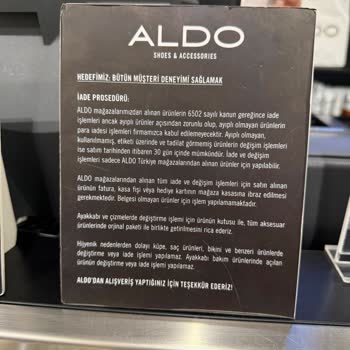 ALDO
SHOES & ACCESSORIES
HEDEFİMİZ: BÜTÜN MÜŞTERİ DENEYİMİ SAĞLAMAK
İADE PROSEDÜRÜ:
ALDO mağazalarımızdan alınan ürünlerin 6502 sayılı kanun gereğince iade
işlemleri ancak ayıplı ürünler açısından zorunlu olup, ayıplı olmayan ürünlerin
para iadesi işlemleri firmamızca kabul edilemeyecektir. Ayıplı olmayan,
kullanılmamış, etiketi üzerinde ve tadilat görmemiş ürünlerin değişim işlemleri
ise satım tarihinden itibaren 30 gün içinde mümkündür. İade ve değişim
işlemleri sadece ALDO Türkiye mağazalarından alınan ürünler için yapılabilir.
ALDO mağazalarından alınan tüm iade ve değişim işlemleri için satın alınan
ürünün fatura, kasa fişi veya hediye kartının mağaza kasasına ibraz edilmesi
gerekmektedir. Belgesi olmayan ürünler için işlem yapılamamaktadır.
Ayakkabı ve çizmelerde değiştirme işlemi için ürünün kutusu ile, tüm aksesuar
ürünlerinde orjinal paketi ile birlikte getirilmesini rica ederiz.
Hijyenik nedenlerden dolayı küpe, saç ürünleri, bikini ve benzeri ürünlerde
değiştirme veya iade işlemi yapılamaz. Ayakkabı bakım ürünlerinde açılan
ürünün değiştirme veya iade işlemi yapılamaz.
ALDO'DAN ALIŞVERİŞ YAPTIĞINIZ İÇİN TEŞEKKÜR EDERİZ!